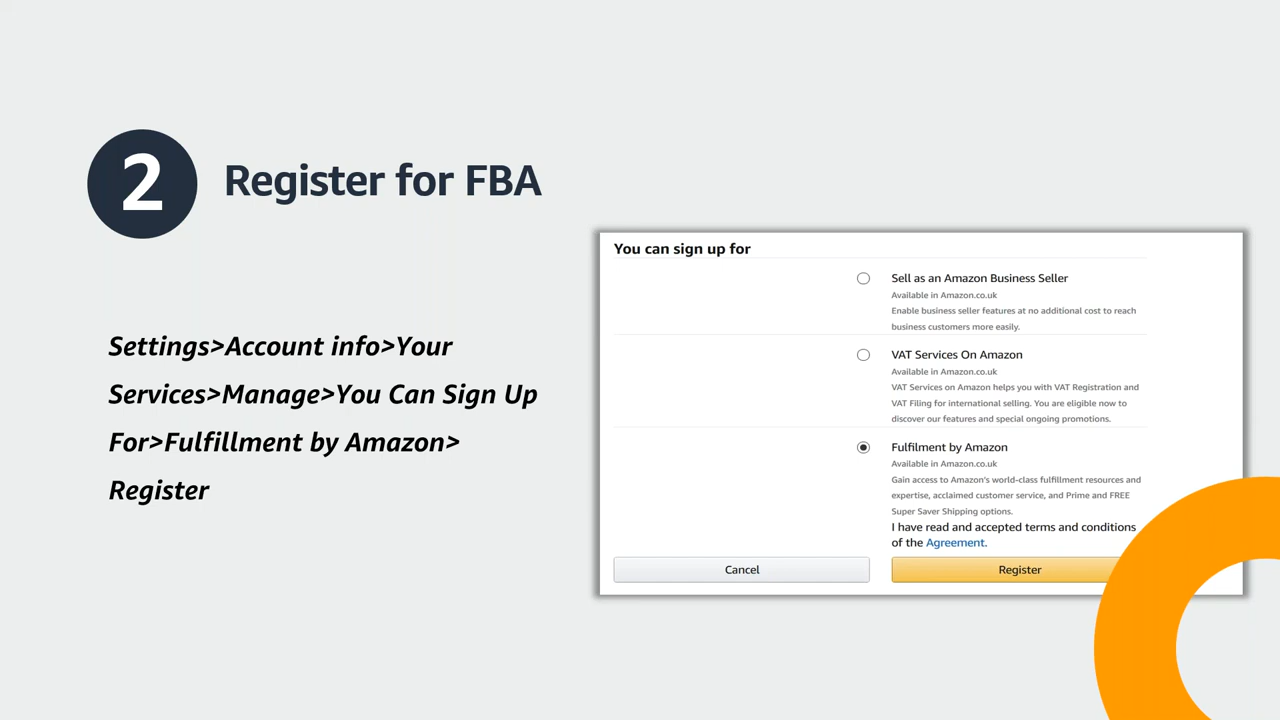 2
Register for FBA
Settings>Account info>Your
Services>Manage>You Can Sign Up
For>Fulfillment by Amazon>
Register
You can sign up for
Sell as an Amazon Business Seller
Available in Amazon.co.uk
Enable business seller features at no additional cost to reach
business customers more easily.
VAT Services On Amazon
Available in Amazon.co.uk
VAT Services on Amazon helps you with VAT Registration and
VAT Filing for international selling. You are eligible now to
discover our features and special ongoing promotions.
Fulfilment by Amazon
Available in Amazon.co.uk
Gain access to Amazon's world-class fulfillment resources and
expertise, acclaimed customer service, and Prime and FREE
Super Saver Shipping options.
I have read and accepted terms and conditions
of the Agreement.
Cancel
Register